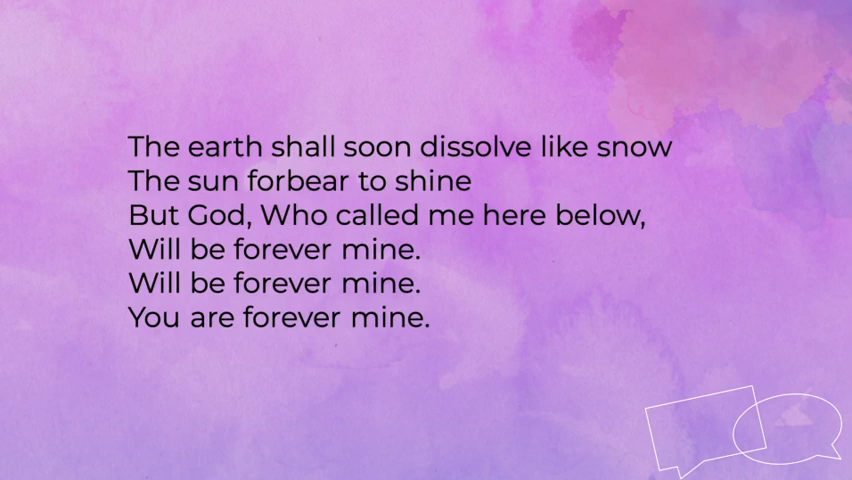 The earth shall soon dissolve like snow
The sun forbear to shine
But God, Who called me here below,
Will be forever mine.
Will be forever mine.
You are forever mine.